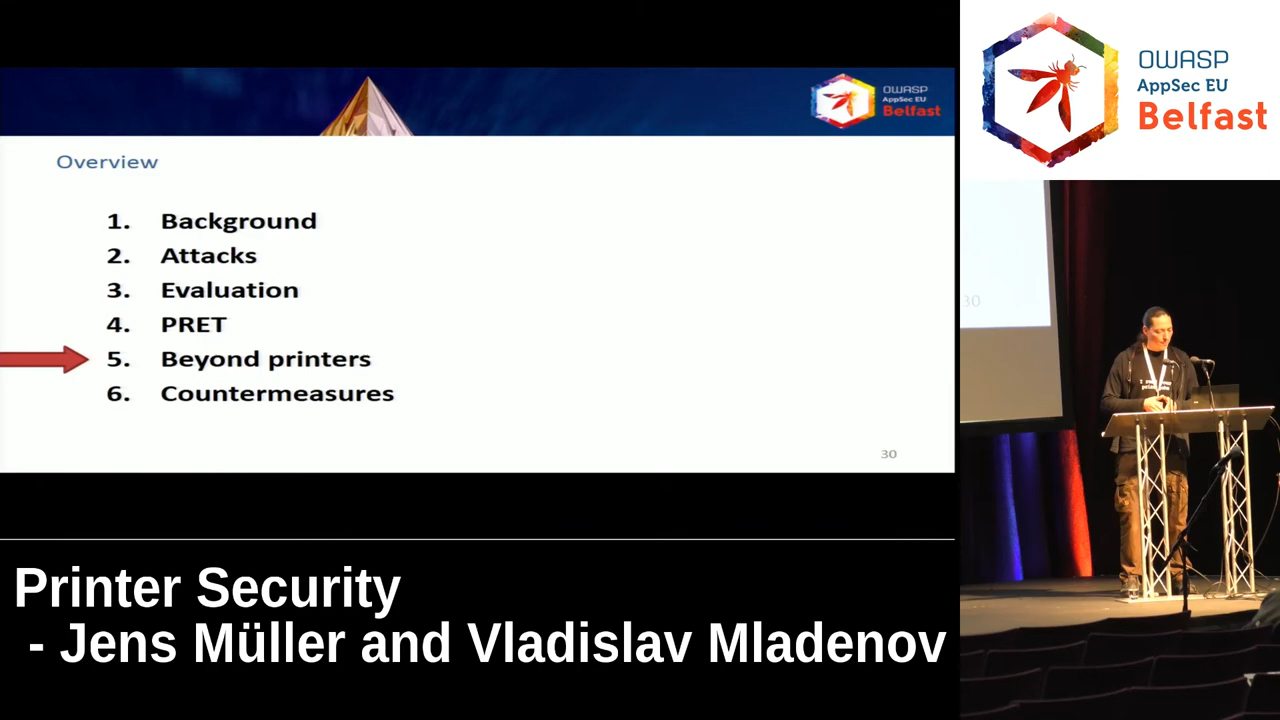 OWASP
AppSec EU
Belfast
Overview
1. Background
2. Attacks
3. Evaluation
4. PRET
5. Beyond printers
6. Countermeasures
30
OWASP
AppSec EU
Belfast
30
Printer Security
- Jens Müller and Vladislav Mladenov